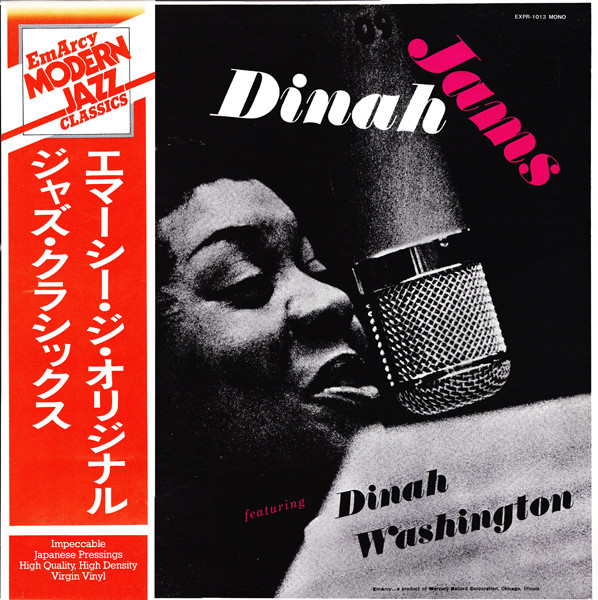 EmArcy
MODERN
JAZZ
CLASSICS
エマーシー・ジ・オリジナル
ジャズ・クラシックス
Impeccable
Japanese Pressings
High Quality, High Density
Virgin Vinyl
EXPR-1013 MONO
Dinah
Jams
featuring
Dinah
Washington
EmArcy...a product of Mercury Record Corporation, Chicago, Illinois